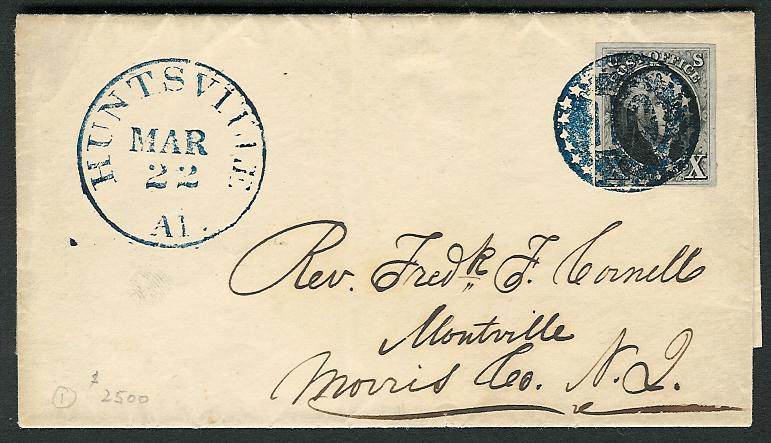 HUNTSVILLE
MAR
22
AL.
POST OFFICE
U S
X
Rev. Fredk F. Cornell
Montville
Morris Co. N. J.
1
$ 2500